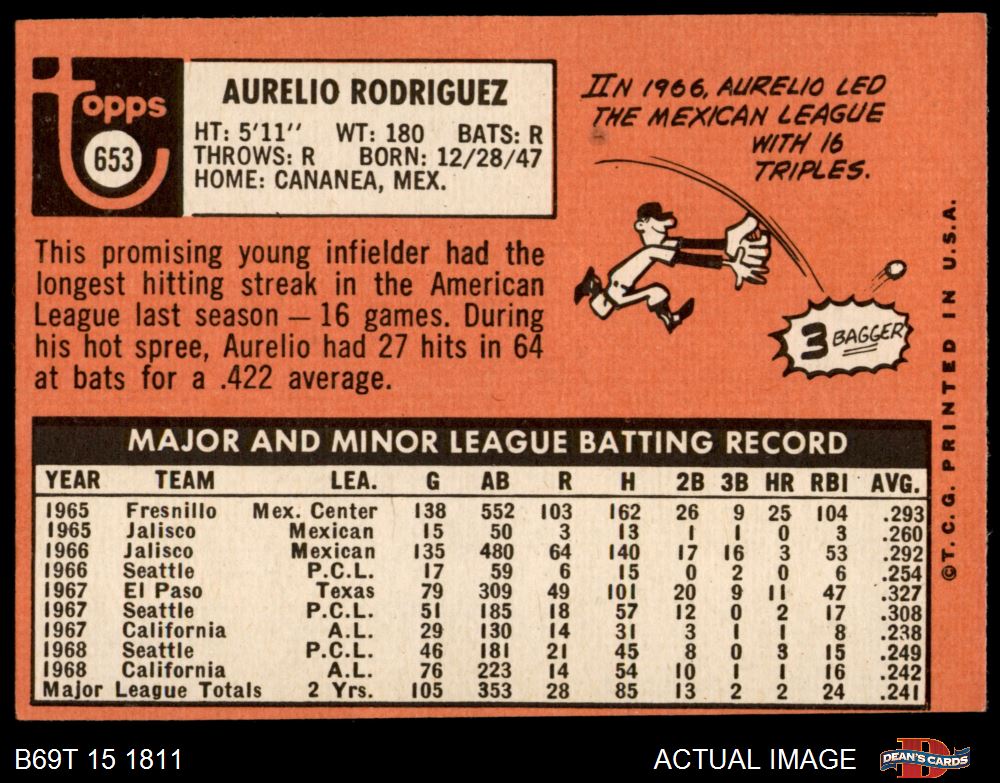 Topps
653
AURELIO RODRIGUEZ
HT: 5'11" WT: 180 BATS: R
THROWS: R BORN: 12/28/47
HOME: CANANEA, MEX.
IN 1966, AURELIO LED
THE MEXICAN LEAGUE
WITH 16
TRIPLES.
3 BAGGER
This promising young infielder had the
longest hitting streak in the American
League last season — 16 games. During
his hot spree, Aurelio had 27 hits in 64
at bats for a .422 average.
MAJOR AND MINOR LEAGUE BATTING RECORD
YEAR TEAM LEA. G AB R H 2B 3B HR RBI AVG.
1965 Fresnillo Mex. Center 138 552 103 162 26 9 25 104 .293
1965 Jalisco Mexican 15 50 3 13 1 1 0 3 .260
1966 Jalisco Mexican 135 480 64 140 17 16 3 53 .292
1966 Seattle P.C.L. 17 59 6 15 0 2 0 6 .254
1967 El Paso Texas 79 309 49 101 20 9 11 47 .327
1967 Seattle P.C.L. 51 185 18 57 12 0 2 17 .308
1967 California A.L. 29 130 14 31 3 1 1 8 .238
1968 Seattle P.C.L. 46 181 21 45 8 0 3 15 .249
1968 California A.L. 76 223 14 54 10 1 1 16 .242
Major League Totals 2 Yrs. 105 353 28 85 13 2 2 24 .241
©T.C.G. PRINTED IN U.S.A.
B69T 15 1811
ACTUAL IMAGE
DEAN'S CARDS